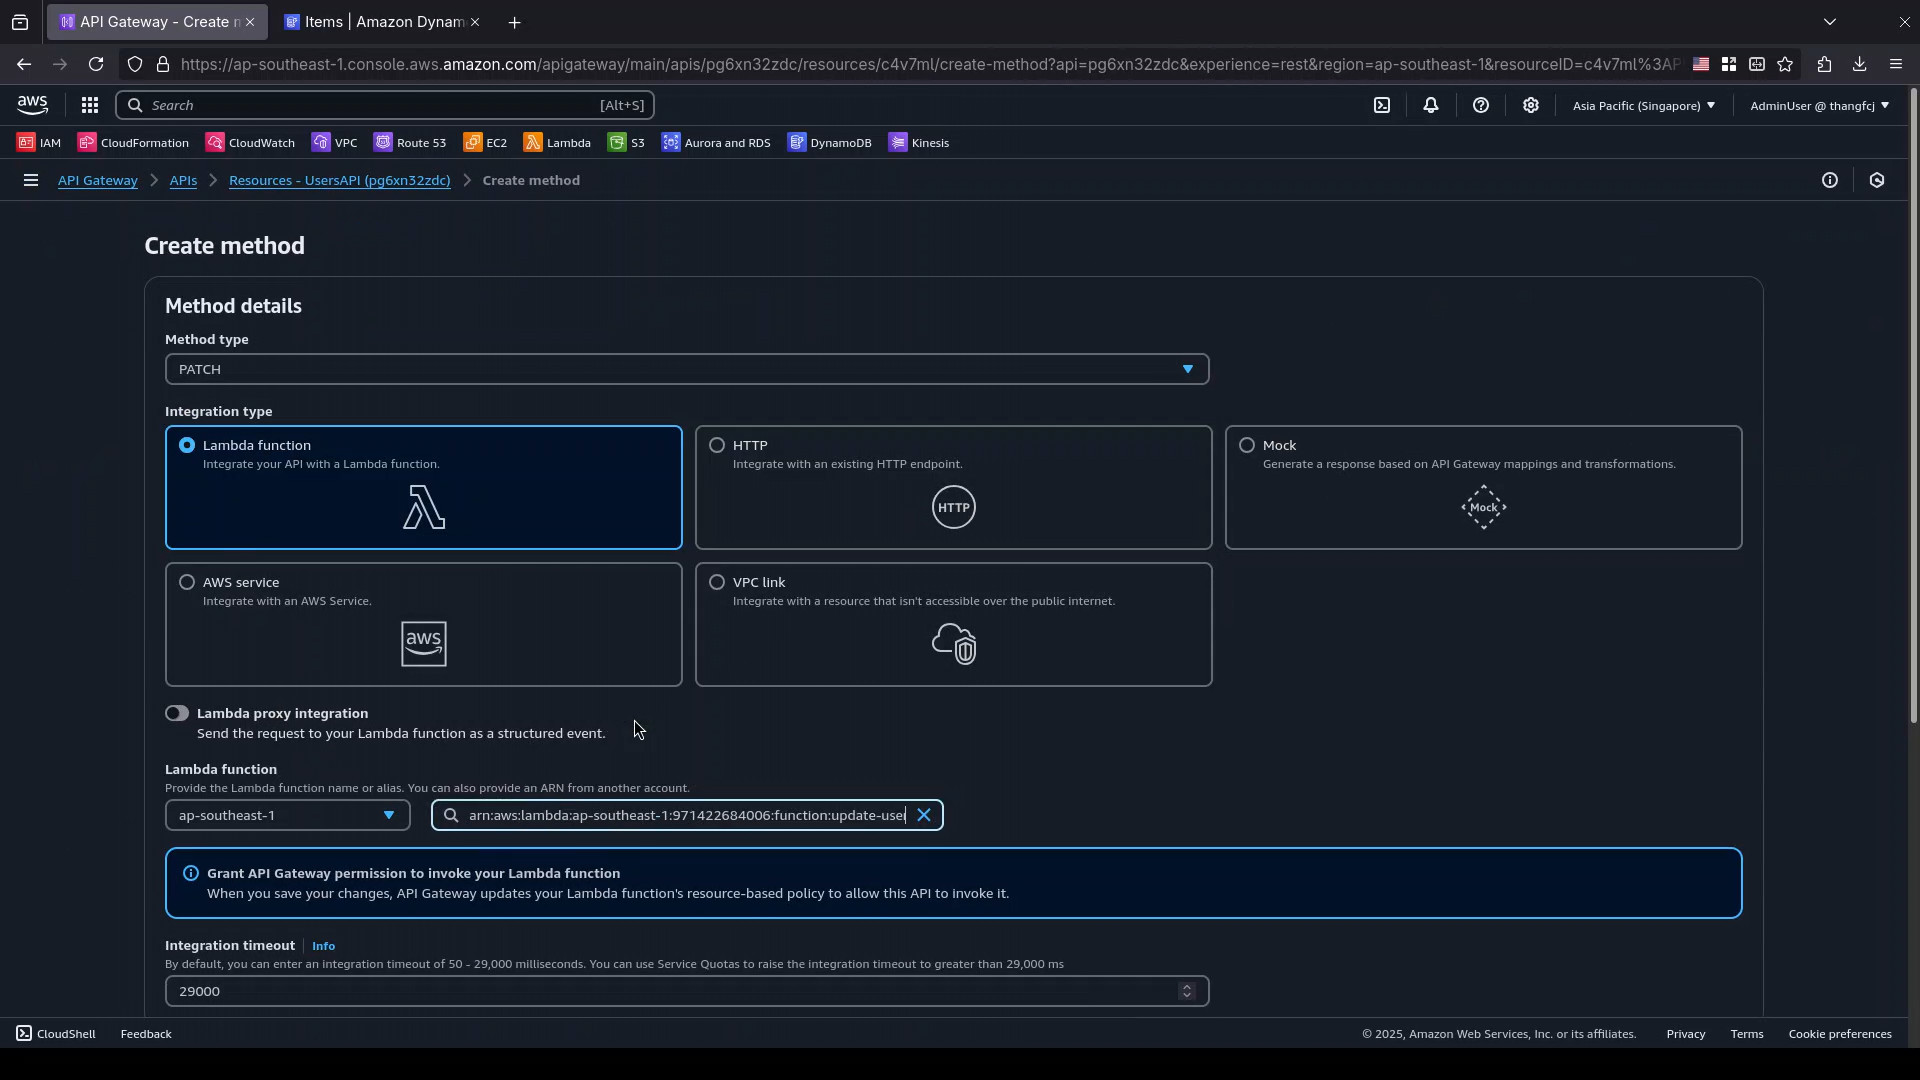 API Gateway - Create
Items | Amazon Dynam
https://ap-southeast-1.console.aws.amazon.com/apigateway/main/apis/pg6xn32zdc/resources/c4v7ml/create-method?api=pg6xn32zdc&experience=rest&region=ap-southeast-1&resourceID=c4v7ml%3AP
aws
Search
[Alt+S]
Asia Pacific (Singapore)
AdminUser @ thangfcj
IAM
CloudFormation
CloudWatch
VPC
Route 53
EC2
Lambda
S3
Aurora and RDS
DynamoDB
Kinesis
API Gateway
APIs
Resources - UsersAPI (pg6xn32zdc)
Create method
Create method
Method details
Method type
PATCH
Integration type
Lambda function
Integrate your API with a Lambda function.
HTTP
Integrate with an existing HTTP endpoint.
HTTP
Mock
Generate a response based on API Gateway mappings and transformations.
Mock
AWS service
Integrate with an AWS Service.
aws
VPC link
Integrate with a resource that isn't accessible over the public internet.
Lambda proxy integration
Send the request to your Lambda function as a structured event.
Lambda function
Provide the Lambda function name or alias. You can also provide an ARN from another account.
ap-southeast-1
arn:aws:lambda:ap-southeast-1:971422684006:function:update-user
Grant API Gateway permission to invoke your Lambda function
When you save your changes, API Gateway updates your Lambda function's resource-based policy to allow this API to invoke it.
Integration timeout
Info
By default, you can enter an integration timeout of 50 - 29,000 milliseconds. You can use Service Quotas to raise the integration timeout to greater than 29,000 ms
29000
CloudShell
Feedback
© 2025, Amazon Web Services, Inc. or its affiliates.
Privacy
Terms
Cookie preferences